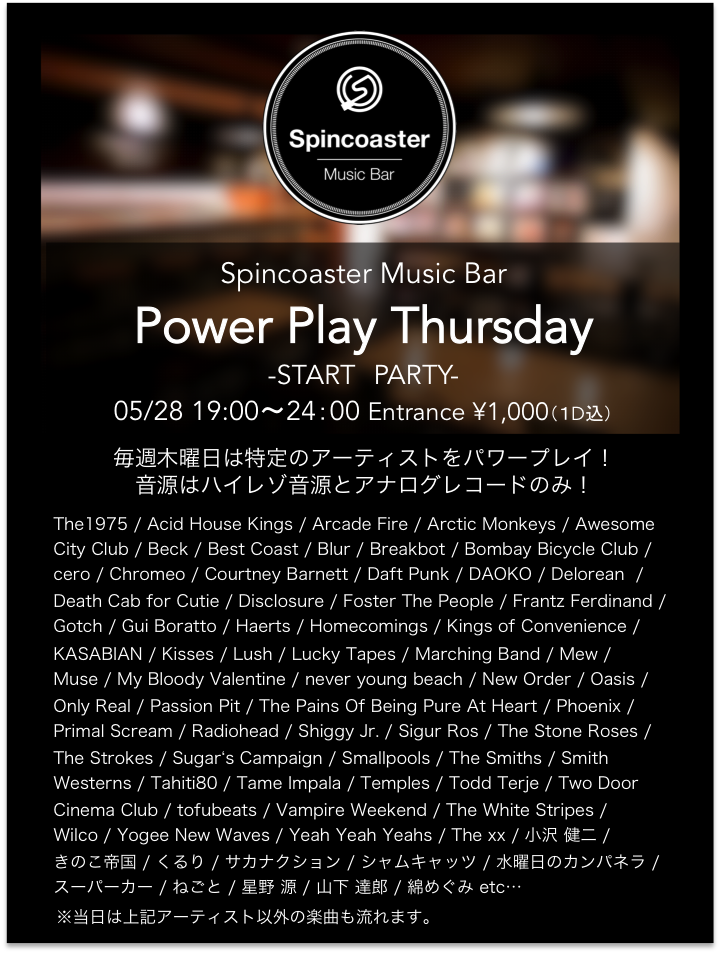 Spincoaster
Music Bar
Spincoaster Music Bar
Power Play Thursday
-START PARTY-
05/28 19:00〜24:00 Entrance ¥1,000(1D込)
毎週木曜日は特定のアーティストをパワープレイ！
音源はハイレゾ音源とアナログレコードのみ！
The1975 / Acid House Kings / Arcade Fire / Arctic Monkeys / Awesome
City Club / Beck / Best Coast / Blur / Breakbot / Bombay Bicycle Club /
cero / Chromeo / Courtney Barnett / Daft Punk / DAOKO / Delorean /
Death Cab for Cutie / Disclosure / Foster The People / Frantz Ferdinand /
Gotch / Gui Boratto / Haerts / Homecomings / Kings of Convenience /
KASABIAN / Kisses / Lush / Lucky Tapes / Marching Band / Mew /
Muse / My Bloody Valentine / never young beach / New Order / Oasis /
Only Real / Passion Pit / The Pains Of Being Pure At Heart / Phoenix /
Primal Scream / Radiohead / Shiggy Jr. / Sigur Ros / The Stone Roses /
The Strokes / Sugar‘s Campaign / Smallpools / The Smiths / Smith
Westerns / Tahiti80 / Tame Impala / Temples / Todd Terje / Two Door
Cinema Club / tofubeats / Vampire Weekend / The White Stripes /
Wilco / Yogee New Waves / Yeah Yeah Yeahs / The xx / 小沢 健二 /
きのこ帝国 / くるり / サカナクション / シャムキャッツ / 水曜日のカンパネラ /
スーパーカー / ねごと / 星野 源 / 山下 達郎 / 綿めぐみ etc…
※当日は上記アーティスト以外の楽曲も流れます。